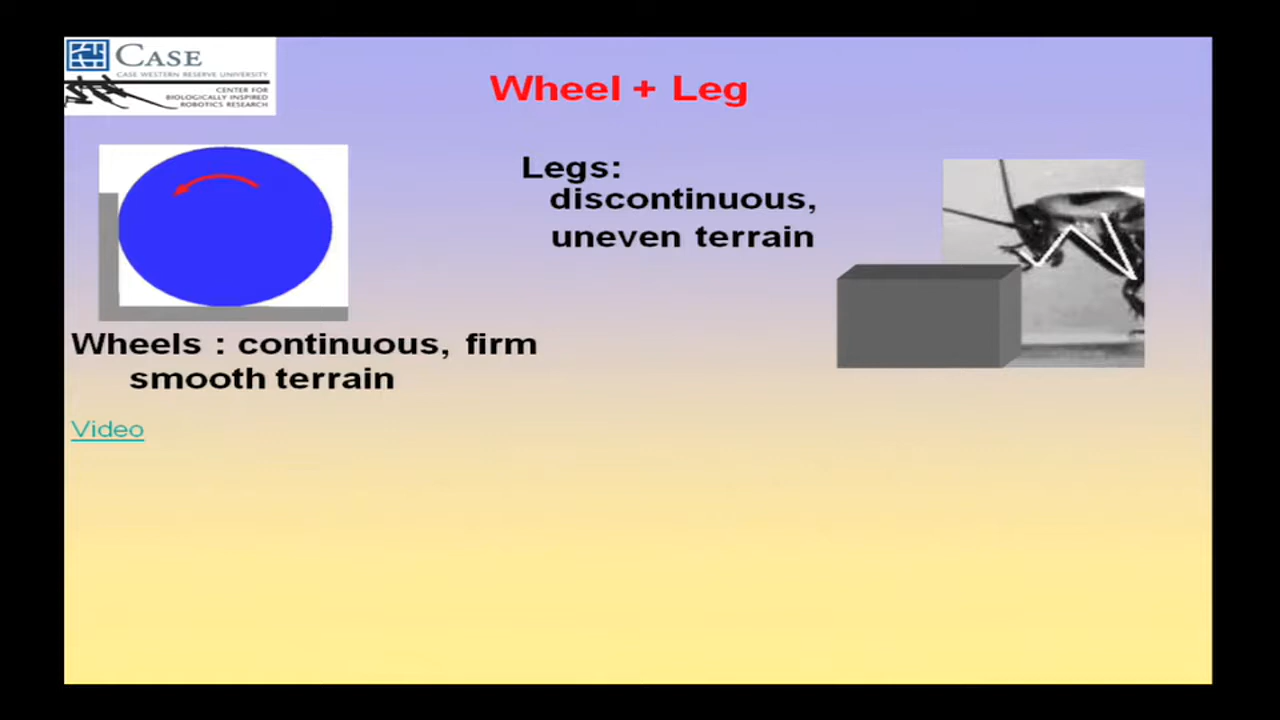 CASE
CASE WESTERN RESERVE UNIVERSITY
CENTER FOR
BIOLOGICALLY INSPIRED
ROBOTICS RESEARCH
Wheel + Leg
Legs:
discontinuous,
uneven terrain
Wheels : continuous, firm
smooth terrain
Video